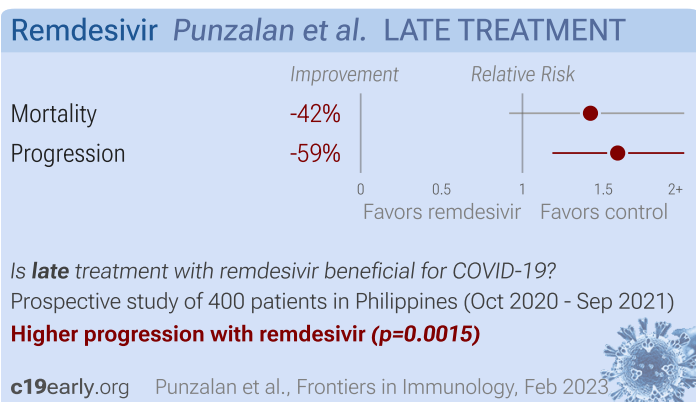 Remdesivir Punzalan et al. LATE TREATMENT
Improvement Relative Risk
Mortality -42%
Progression -59%
0 0.5 1 1.5 2+
Favors remdesivir Favors control
Is late treatment with remdesivir beneficial for COVID-19?
Prospective study of 400 patients in Philippines (Oct 2020 - Sep 2021)
Higher progression with remdesivir (p=0.0015)
c19early.org Punzalan et al., Frontiers in Immunology, Feb 2023